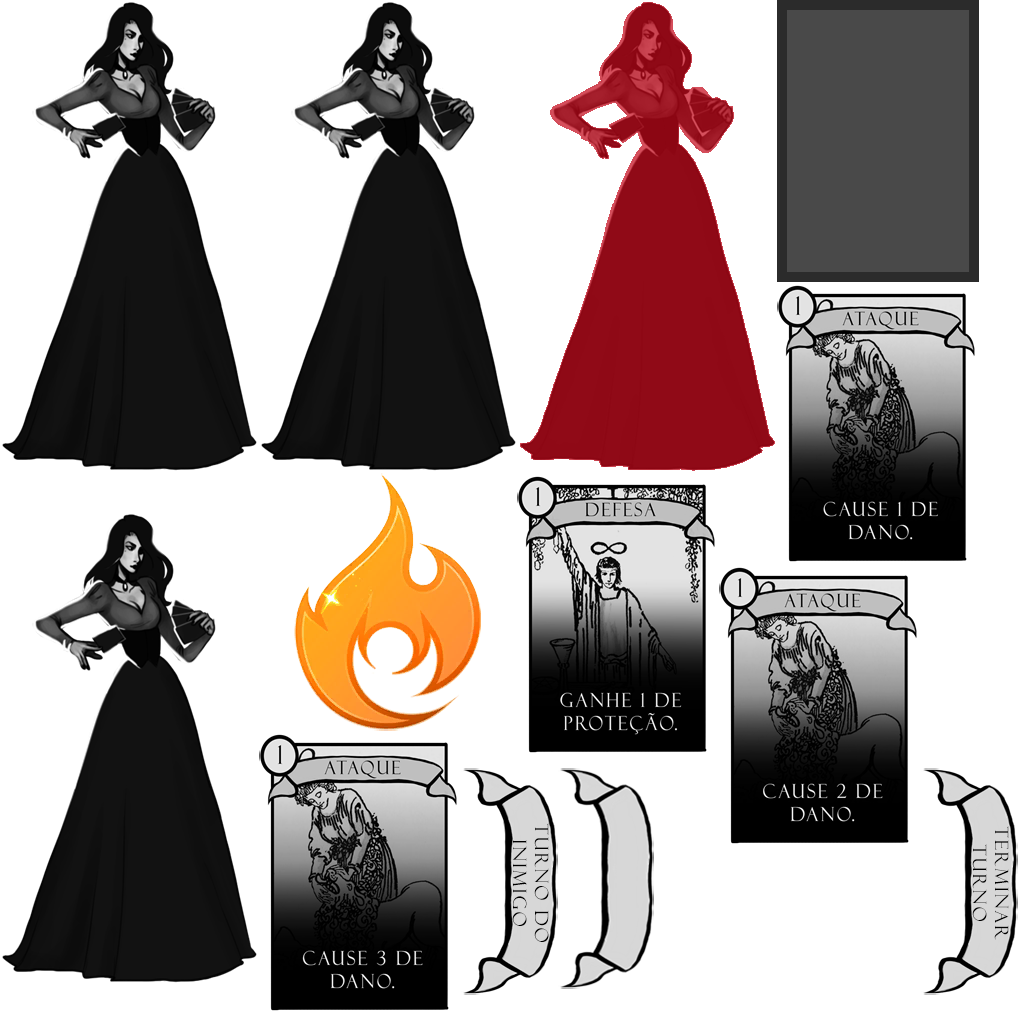 1
ATAQUE
CAUSE 1 DE
DANO.
1
DEFESA
GANHE 1 DE
PROTEÇÃO.
1
ATAQUE
CAUSE 2 DE
DANO.
1
ATAQUE
CAUSE 3 DE
DANO.
TURNO DO
INIMIGO
TERMINAR
TURNO